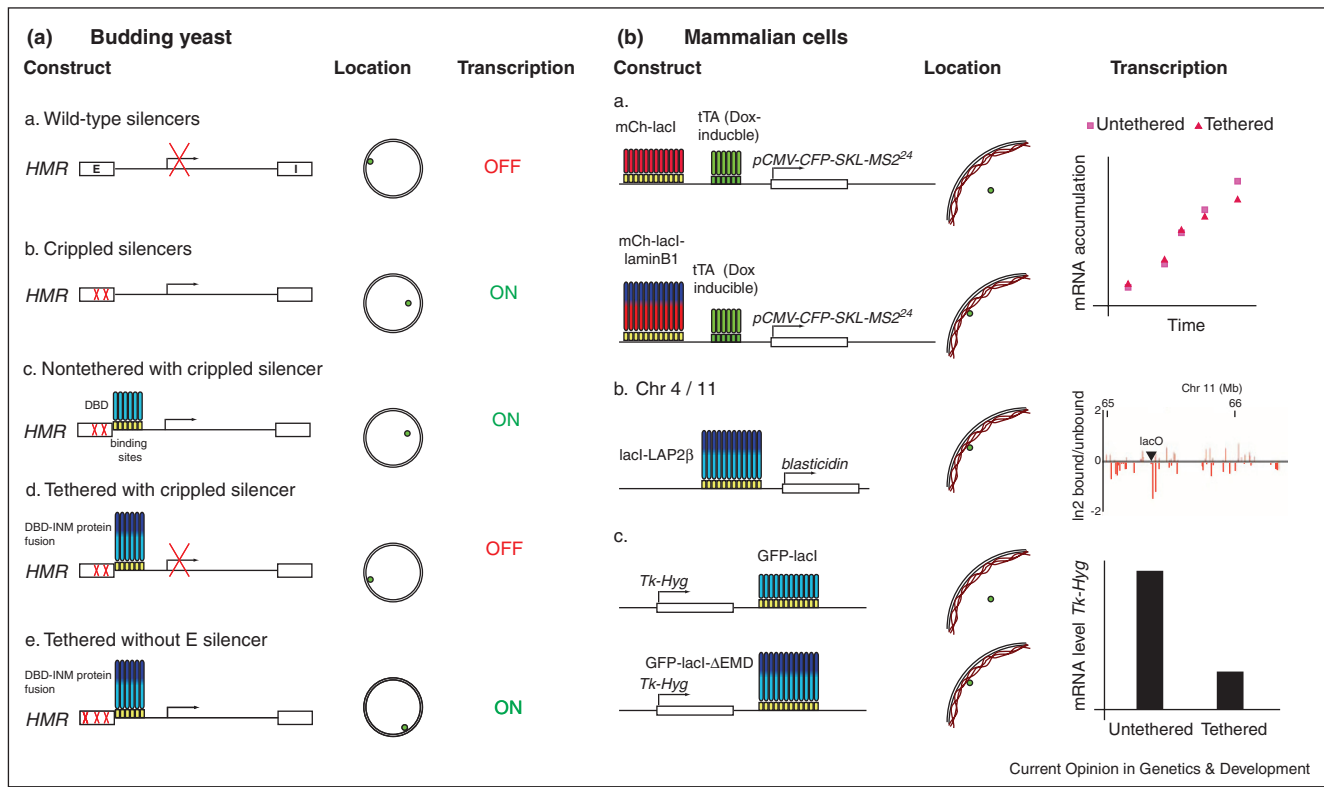 (a) Budding yeast
Construct Location Transcription
a. Wild-type silencers
HMR E I OFF
b. Crippled silencers
HMR ON
c. Nontethered with crippled silencer
DBD
HMR ON
binding
sites
d. Tethered with crippled silencer
DBD-INM protein
fusion
OFF
HMR
e. Tethered without E silencer
DBD-INM protein
fusion
HMR ON
(b) Mammalian cells
Construct Location Transcription
a.
mCh-lacI
tTA (Dox-
inducble)
pCMV-CFP-SKL-MS2²⁴
mCh-lacI-
laminB1
tTA (Dox
inducible)
pCMV-CFP-SKL-MS2²⁴
Untethered Tethered
mRNA accumulation
Time
b. Chr 4 / 11
lacI-LAP2β
blasticidin
Chr 11 (Mb)
65 66
2
lacO
0
-2
ln2 bound/unbound
c.
GFP-lacI
Tk-Hyg
GFP-lacI-ΔEMD
Tk-Hyg
mRNA level Tk-Hyg
Untethered Tethered
Current Opinion in Genetics & Development